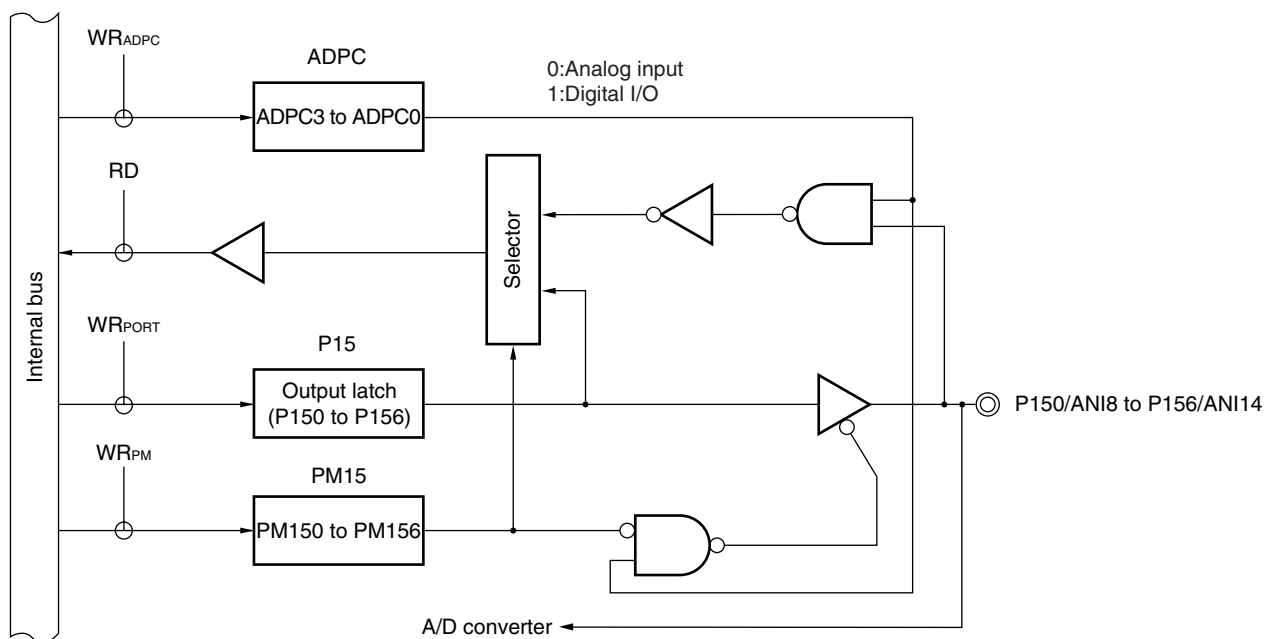 WRADPC
ADPC
0:Analog input
1:Digital I/O
ADPC3 to ADPC0
RD
Selector
Internal bus
WRPORT
P15
Output latch
(P150 to P156)
P150/ANI8 to P156/ANI14
WRPM
PM15
PM150 to PM156
A/D converter